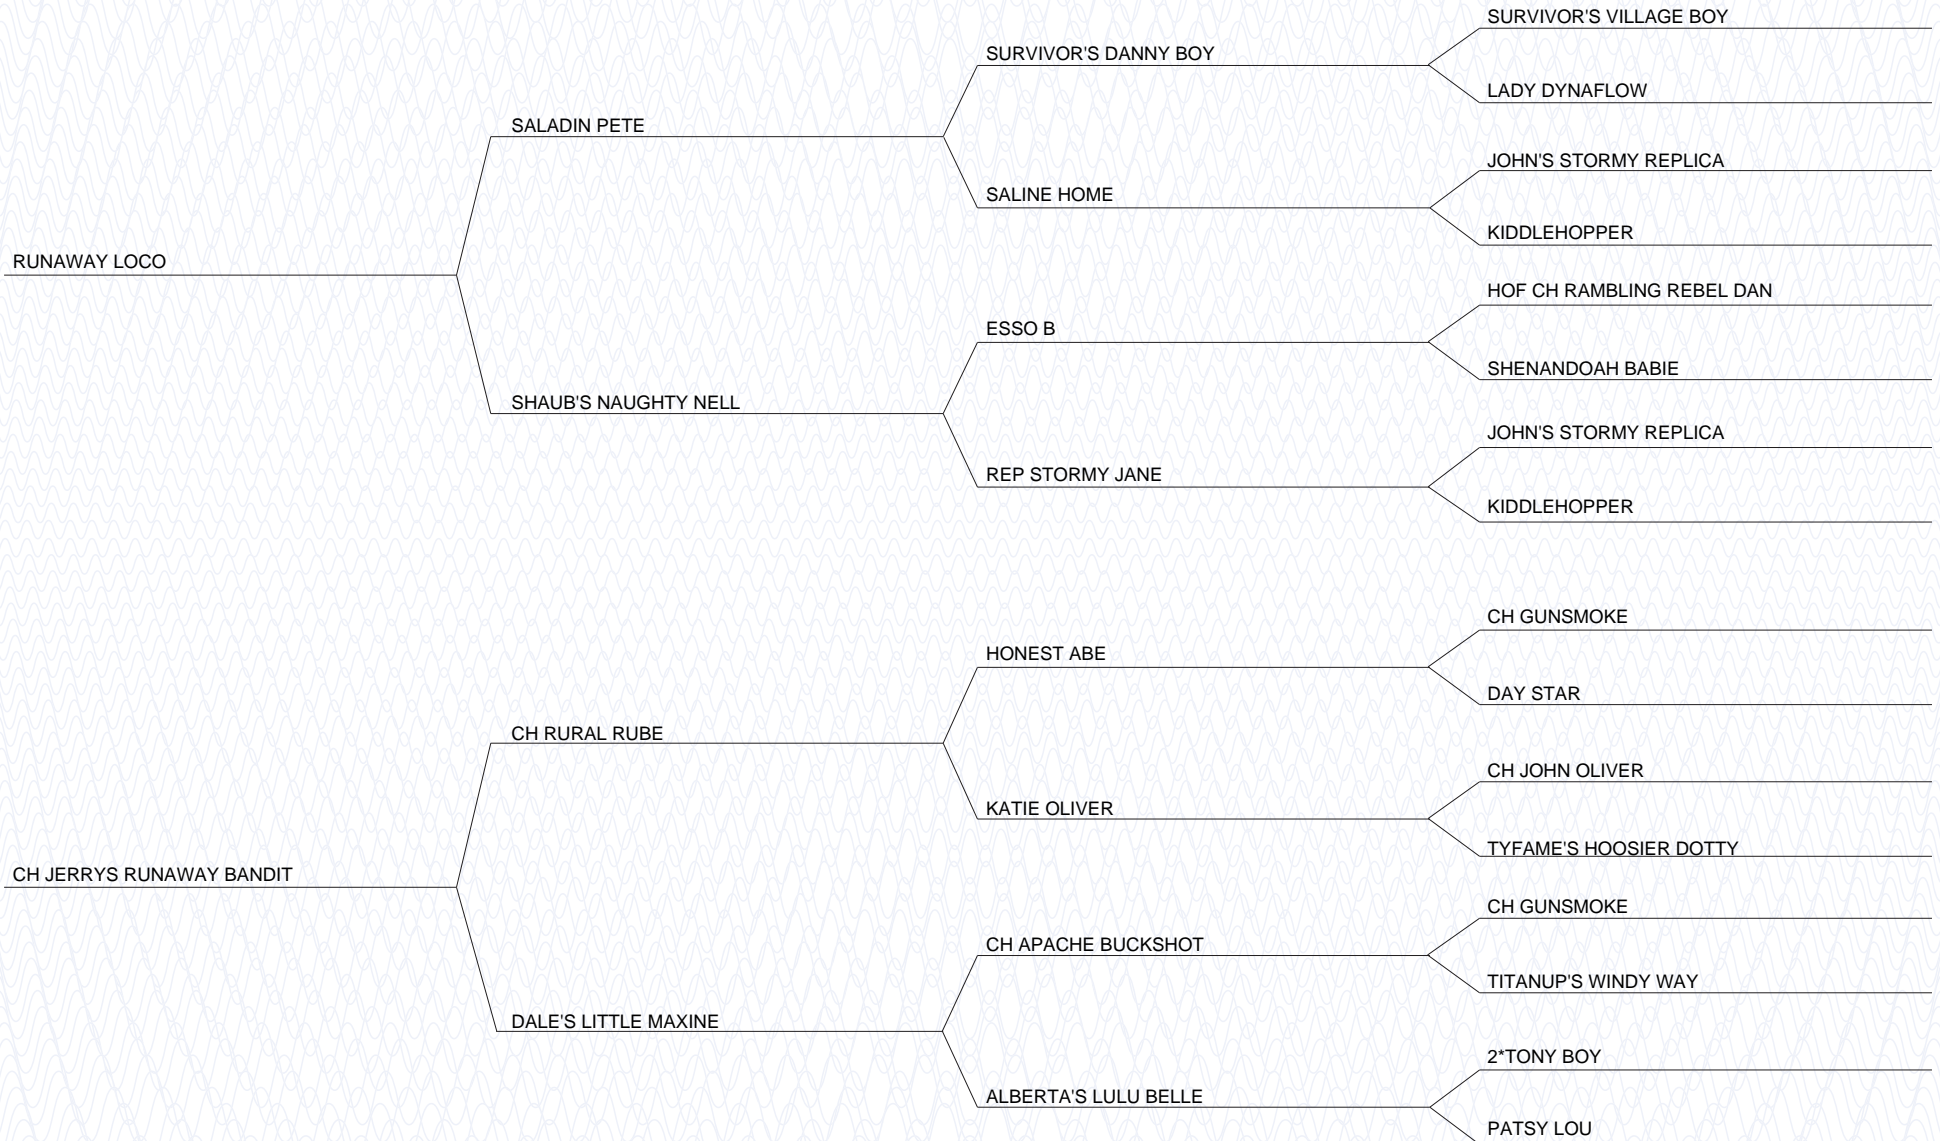 SURVIVOR'S VILLAGE BOY
SURVIVOR'S DANNY BOY
LADY DYNAFLOW
SALADIN PETE
JOHN'S STORMY REPLICA
SALINE HOME
KIDDLEHOPPER
RUNAWAY LOCO
HOF CH RAMBLING REBEL DAN
ESSO B
SHENANDOAH BABIE
SHAUB'S NAUGHTY NELL
JOHN'S STORMY REPLICA
REP STORMY JANE
KIDDLEHOPPER
CH GUNSMOKE
HONEST ABE
DAY STAR
CH RURAL RUBE
CH JOHN OLIVER
KATIE OLIVER
TYFAME'S HOOSIER DOTTY
CH JERRYS RUNAWAY BANDIT
CH GUNSMOKE
CH APACHE BUCKSHOT
TITANUP'S WINDY WAY
DALE'S LITTLE MAXINE
2*TONY BOY
ALBERTA'S LULU BELLE
PATSY LOU